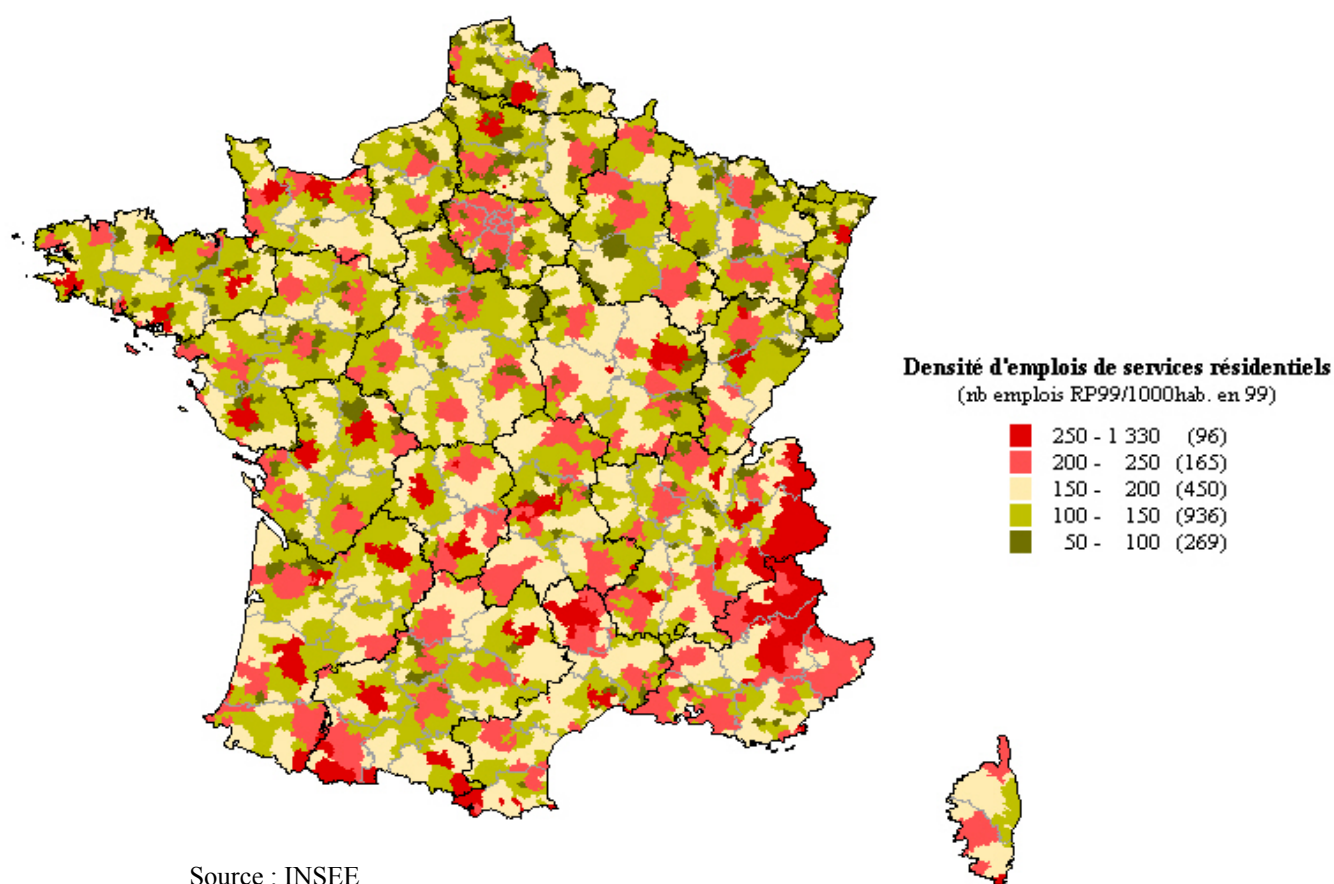 Densité d'emplois de services résidentiels
(nb emplois RP99/1000hab. en 99)
250 - 1 330 (96)
200 - 250 (165)
150 - 200 (450)
100 - 150 (936)
50 - 100 (269)
Source : INSEE